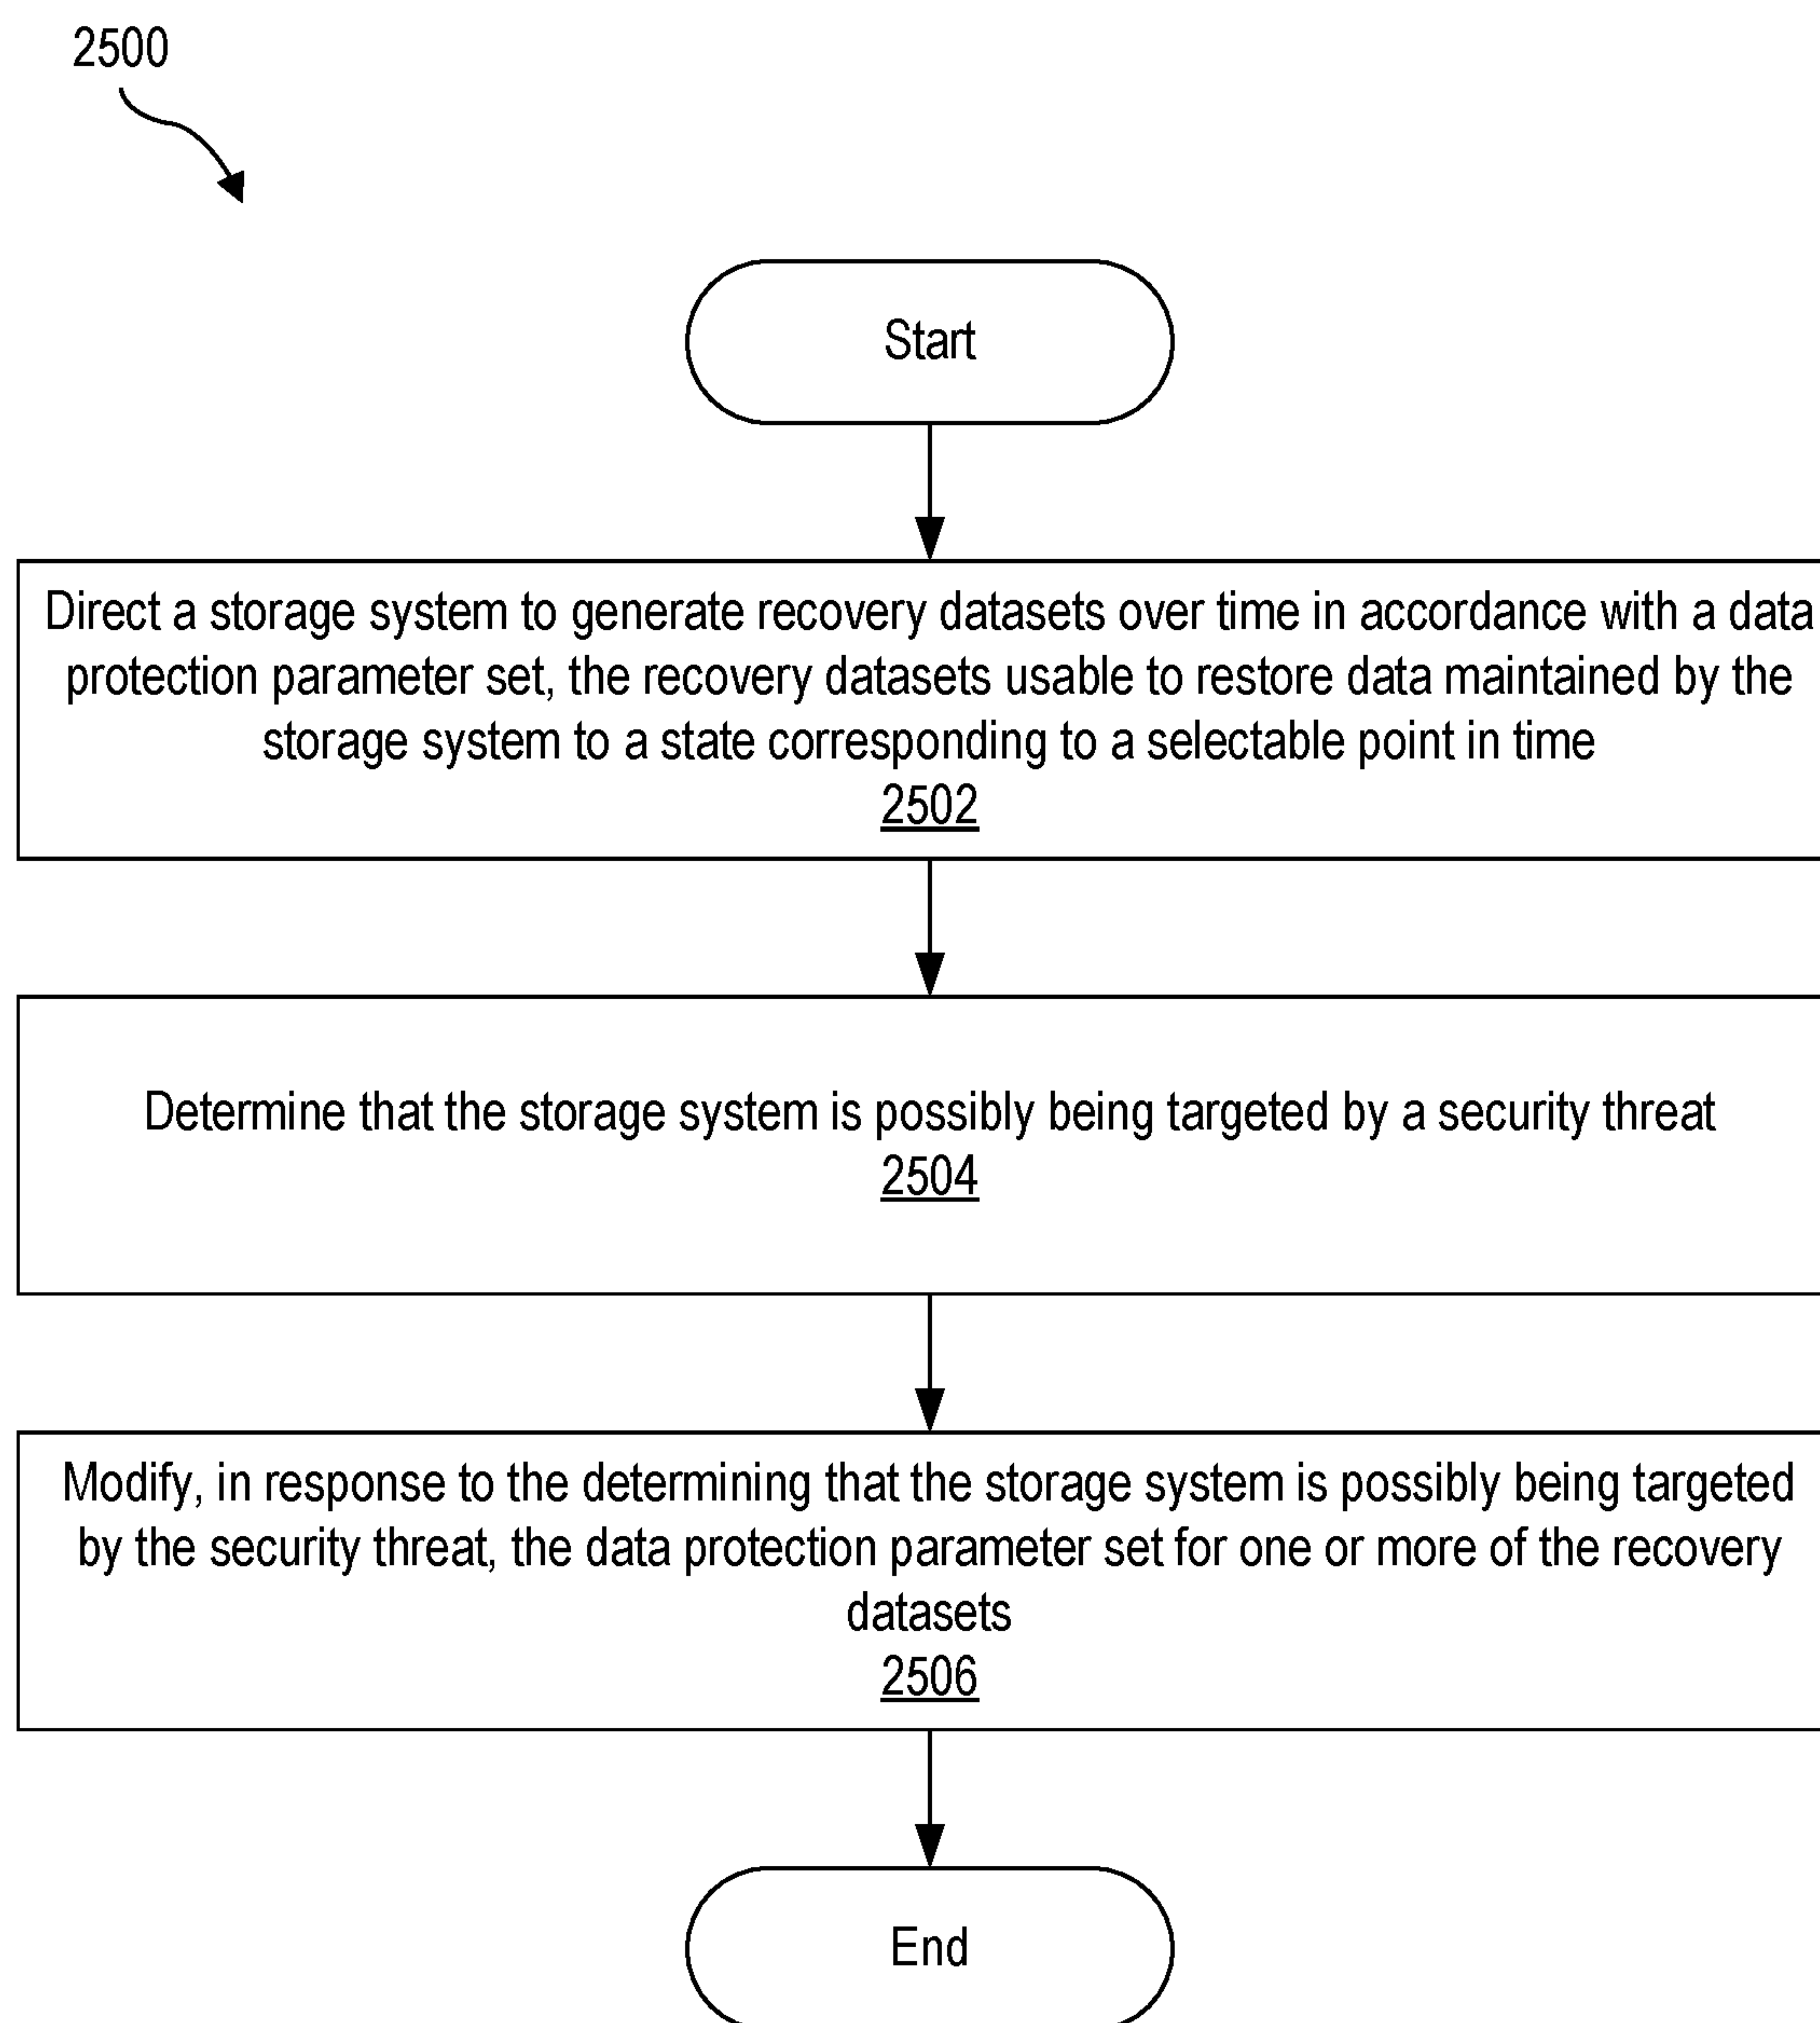 2500
Start
Direct a storage system to generate recovery datasets over time in accordance with a data
protection parameter set, the recovery datasets usable to restore data maintained by the
storage system to a state corresponding to a selectable point in time
2502
Determine that the storage system is possibly being targeted by a security threat
2504
Modify, in response to the determining that the storage system is possibly being targeted
by the security threat, the data protection parameter set for one or more of the recovery
datasets
2506
End